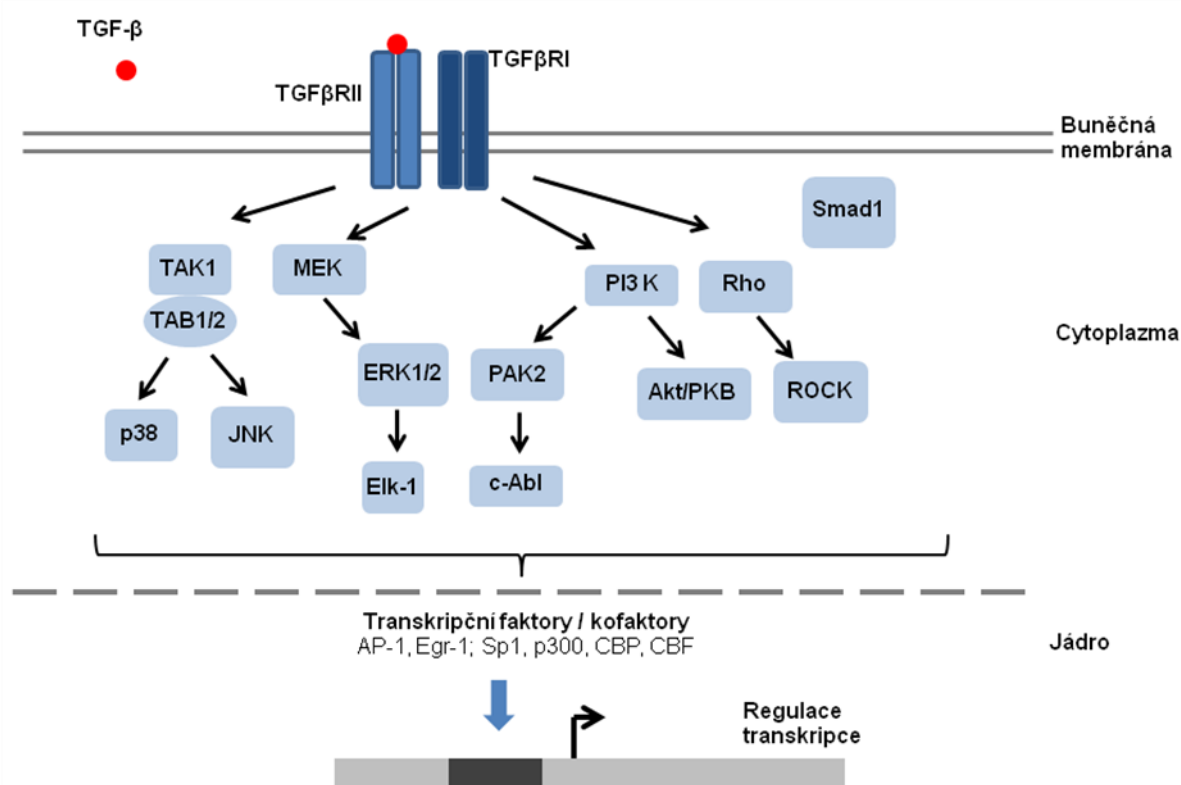 TGF-β
TGFβRI
TGFβRII
Buněčná
membrána
Smad1
TAK1
MEK
PI3 K
Rho
TAB1/2
Cytoplazma
ERK1/2
PAK2
Akt/PKB
ROCK
p38
JNK
Elk-1
c-Abl
Transkripční faktory / kofaktory
AP-1, Egr-1; Sp1, p300, CBP, CBF
Jádro
Regulace
transkripce